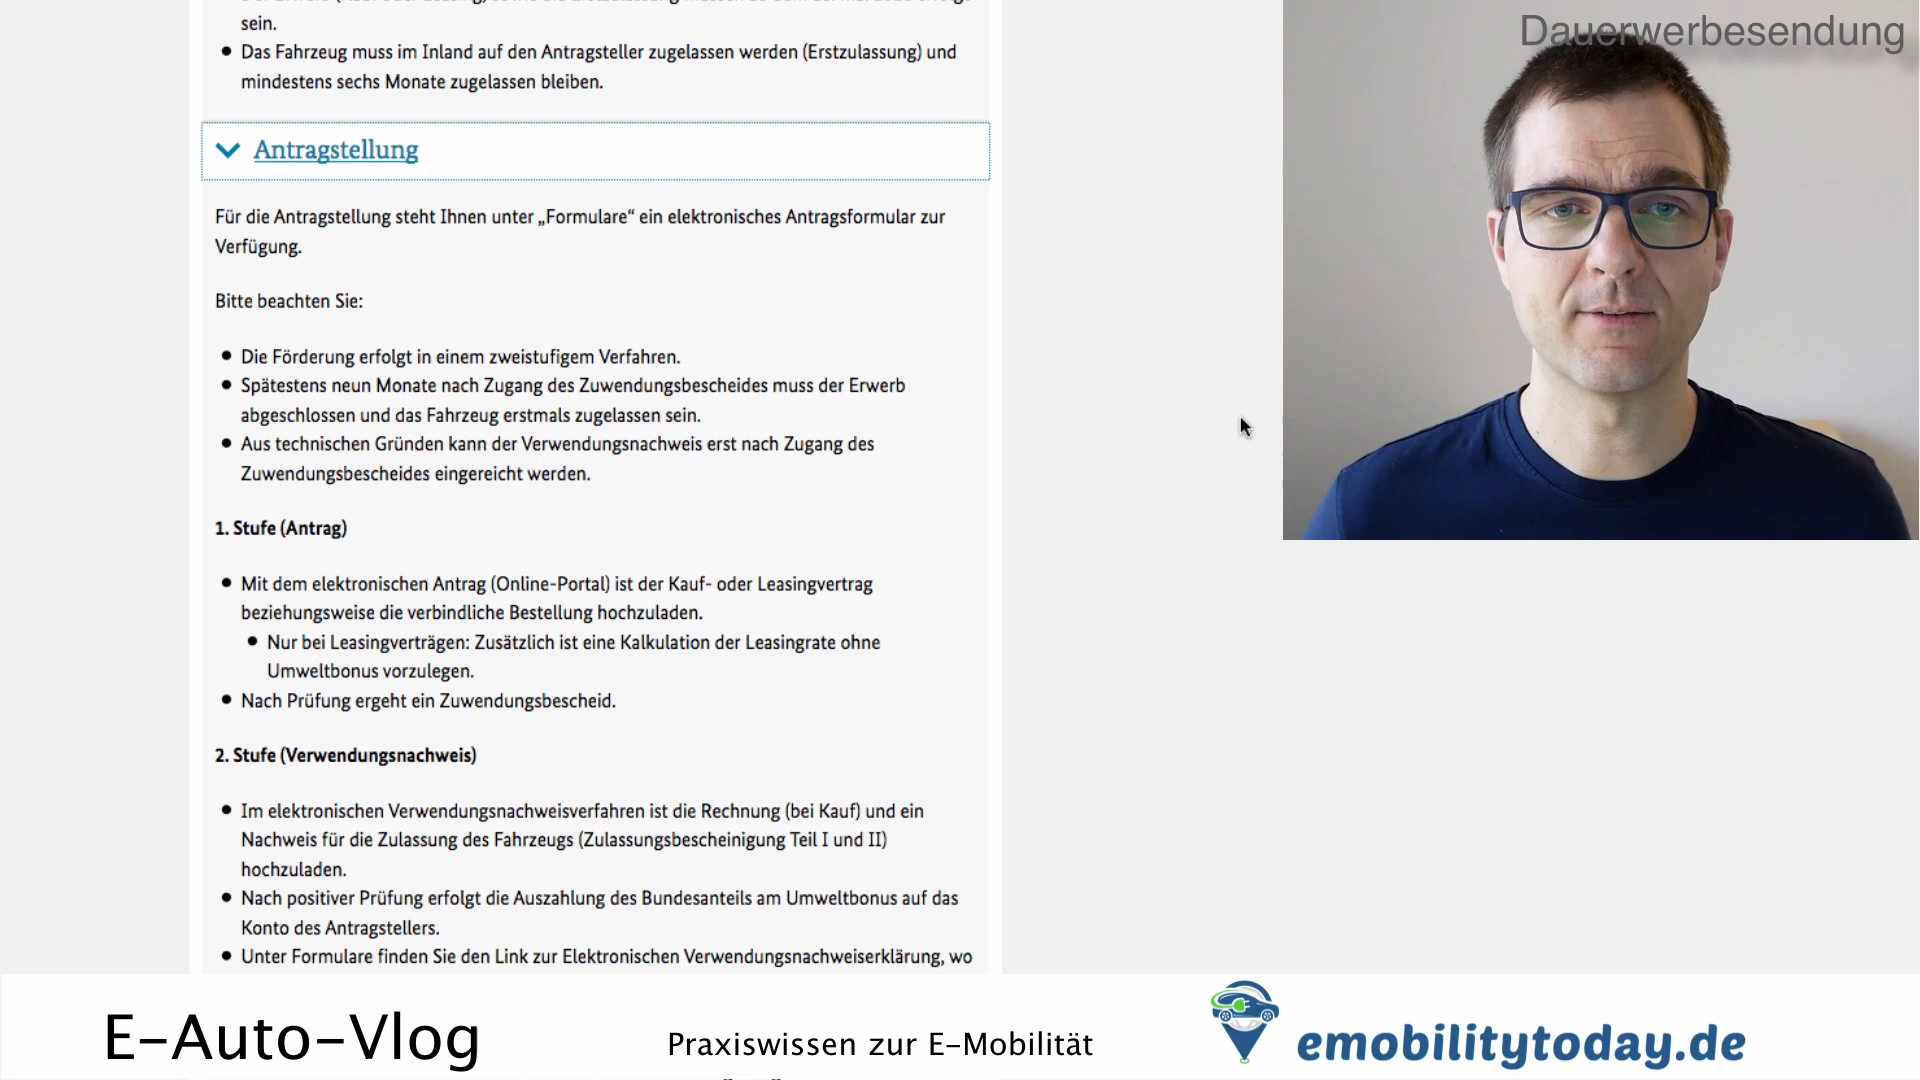 sein.
• Das Fahrzeug muss im Inland auf den Antragsteller zugelassen werden (Erstzulassung) und
mindestens sechs Monate zugelassen bleiben.
Antragstellung
Für die Antragstellung steht Ihnen unter „Formulare“ ein elektronisches Antragsformular zur
Verfügung.
Bitte beachten Sie:
• Die Förderung erfolgt in einem zweistufigem Verfahren.
• Spätestens neun Monate nach Zugang des Zuwendungsbescheides muss der Erwerb
abgeschlossen und das Fahrzeug erstmals zugelassen sein.
• Aus technischen Gründen kann der Verwendungsnachweis erst nach Zugang des
Zuwendungsbescheides eingereicht werden.
1. Stufe (Antrag)
• Mit dem elektronischen Antrag (Online-Portal) ist der Kauf- oder Leasingvertrag
beziehungsweise die verbindliche Bestellung hochzuladen.
• Nur bei Leasingverträgen: Zusätzlich ist eine Kalkulation der Leasingrate ohne
Umweltbonus vorzulegen.
• Nach Prüfung ergeht ein Zuwendungsbescheid.
2. Stufe (Verwendungsnachweis)
• Im elektronischen Verwendungsnachweisverfahren ist die Rechnung (bei Kauf) und ein
Nachweis für die Zulassung des Fahrzeugs (Zulassungsbescheinigung Teil I und II)
hochzuladen.
• Nach positiver Prüfung erfolgt die Auszahlung des Bundesanteils am Umweltbonus auf das
Konto des Antragstellers.
• Unter Formulare finden Sie den Link zur Elektronischen Verwendungsnachweiserklärung, wo
Dauerwerbesendung
E-Auto-Vlog
Praxiswissen zur E-Mobilität
emobilitytoday.de